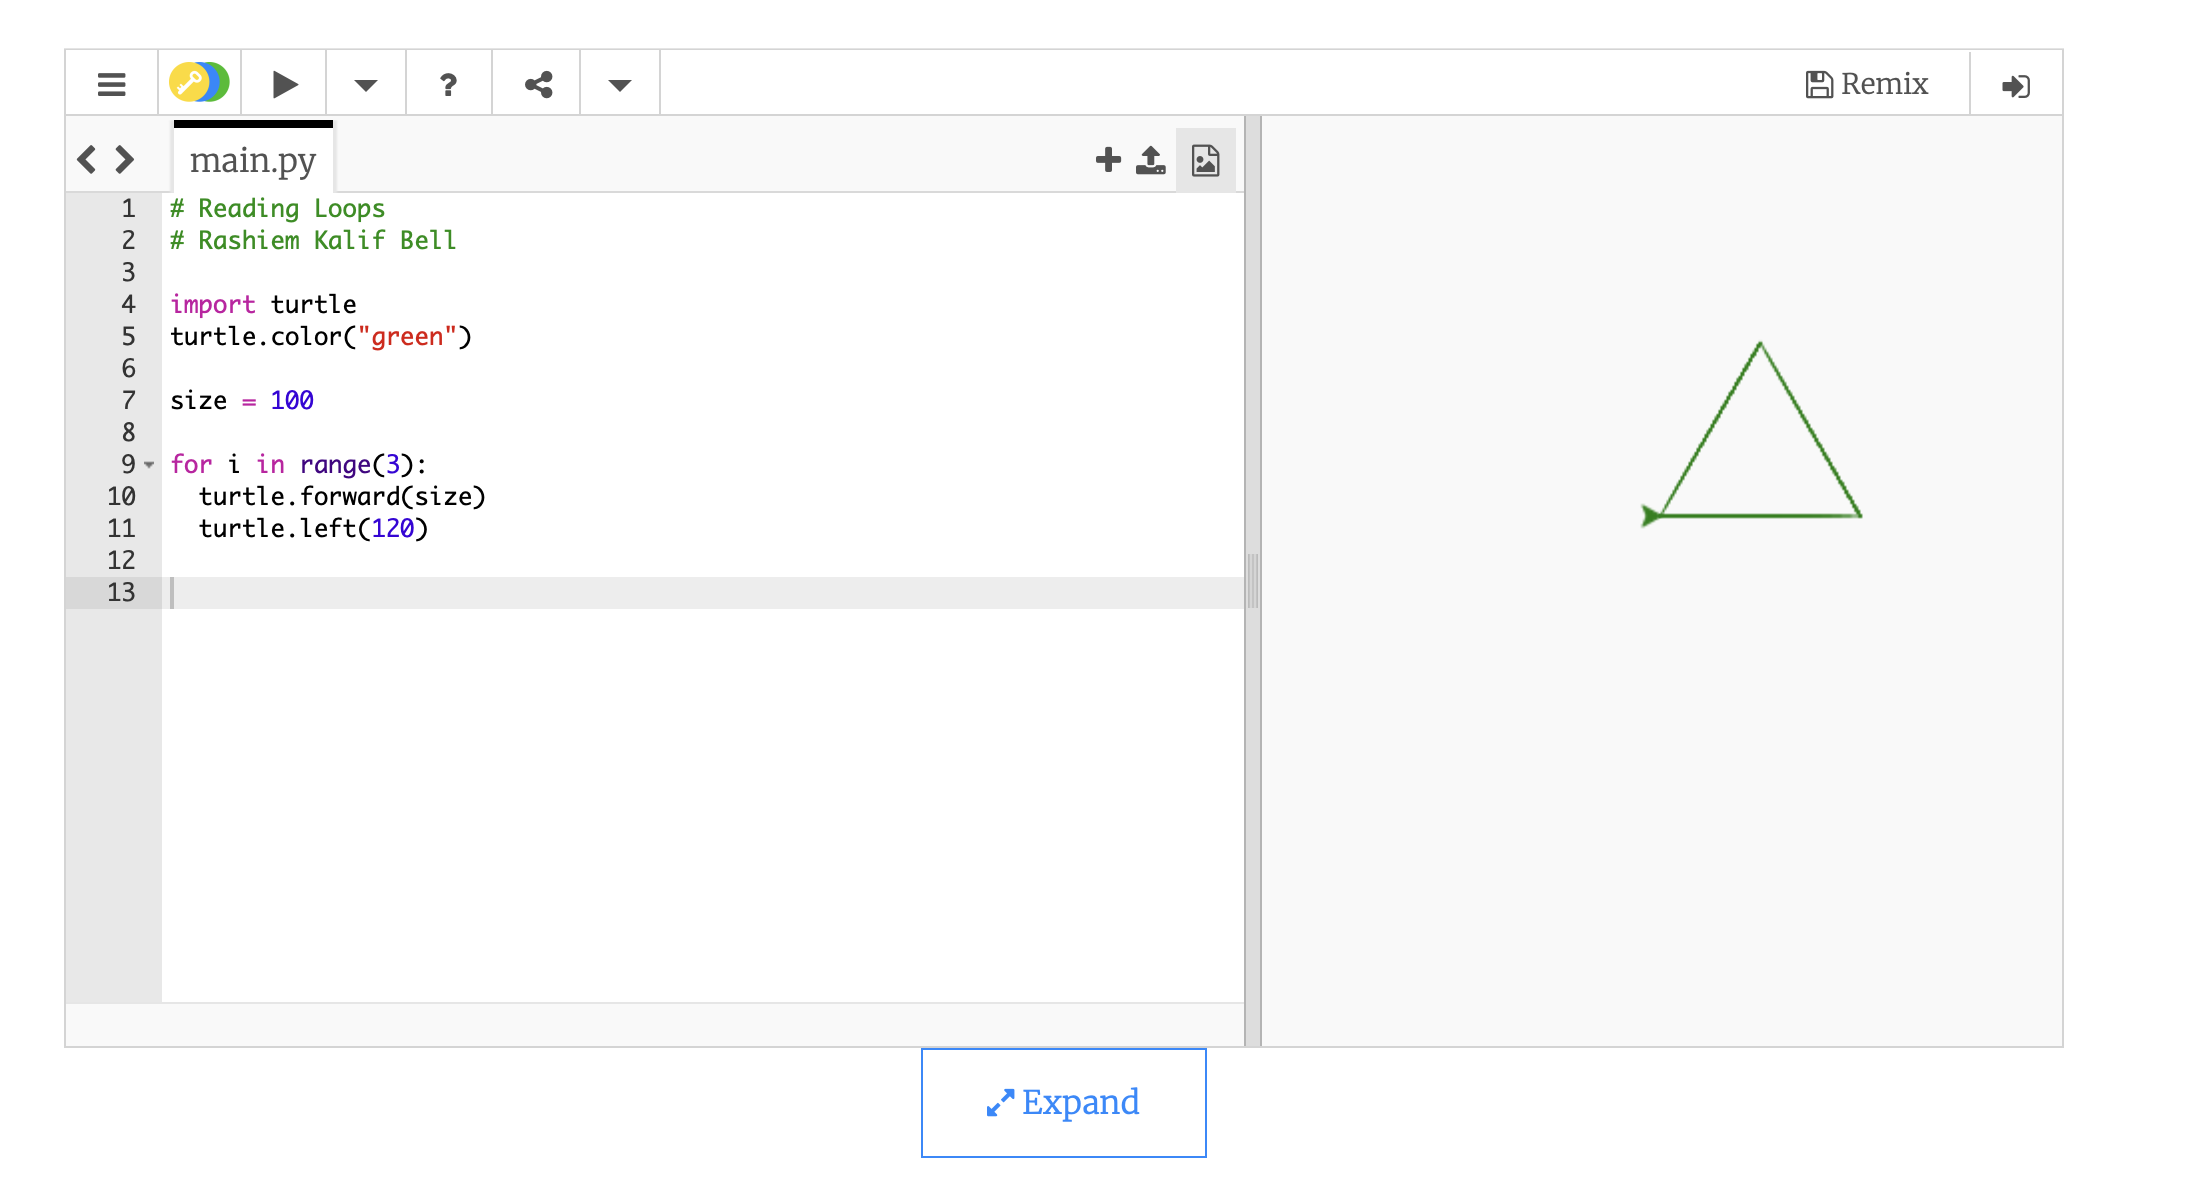 ?
Remix
main.py
1 # Reading Loops
2 # Rashiem Kalif Bell
3
4 import turtle
5 turtle.color("green")
6
7 size = 100
8
9 for i in range(3):
10   turtle.forward(size)
11   turtle.left(120)
12
13
Expand